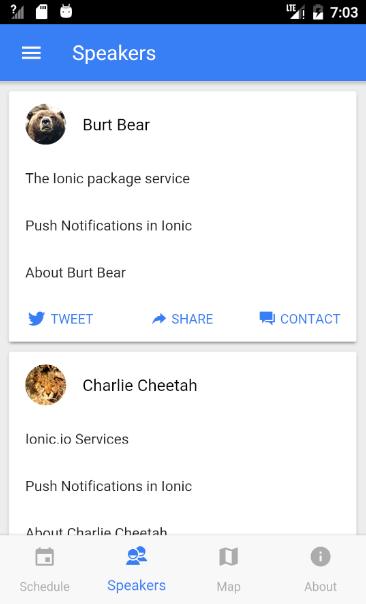 LTE 7:03
Speakers
Burt Bear
The Ionic package service
Push Notifications in Ionic
About Burt Bear
TWEET SHARE CONTACT
Charlie Cheetah
Ionic.io Services
Push Notifications in Ionic
About Charlie Cheetah
Schedule Speakers Map About